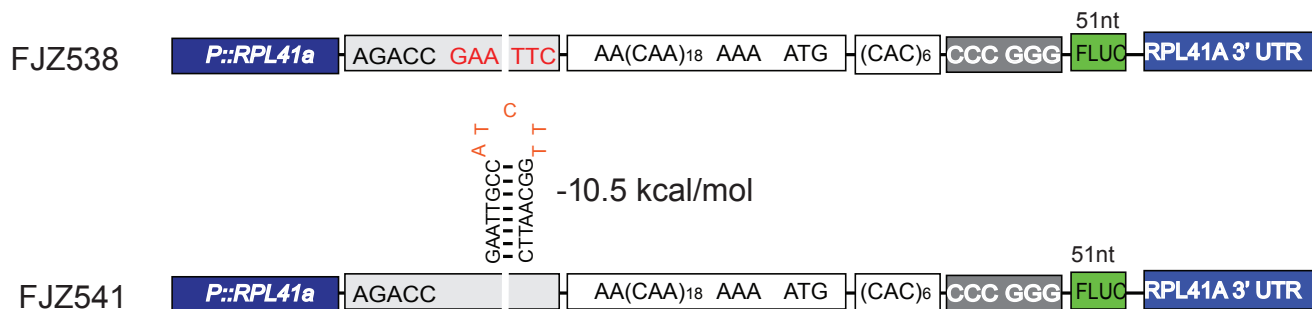 51nt
FJZ538 P::RPL41a AGACC GAA TTC AA(CAA)18 AAA ATG (CAC)6 CCC GGG FLUC RPL41A 3' UTR
A T C T T
GAATTGCC
CTTAACGG
-10.5 kcal/mol
51nt
FJZ541 P::RPL41a AGACC AA(CAA)18 AAA ATG (CAC)6 CCC GGG FLUC RPL41A 3' UTR